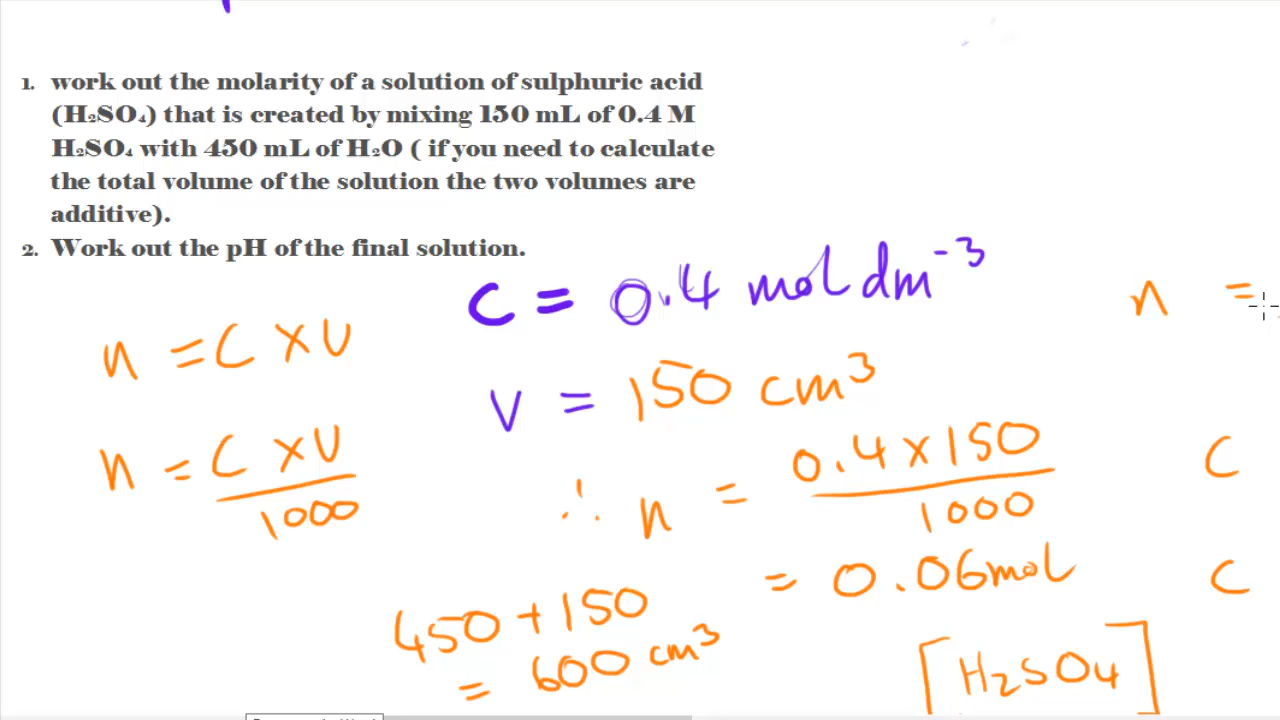 1. work out the molarity of a solution of sulphuric acid
(H₂SO₄) that is created by mixing 150 mL of 0.4 M
H₂SO₄ with 450 mL of H₂O ( if you need to calculate
the total volume of the solution the two volumes are
additive).
2. Work out the pH of the final solution.
C = 0.4 mol dm⁻³
n =
n = C × V
V = 150 cm³
n = C × V / 1000
∴ n = 0.4 × 150 / 1000
C
= 0.06 mol
C
450 + 150
= 600 cm³
[H₂SO₄]